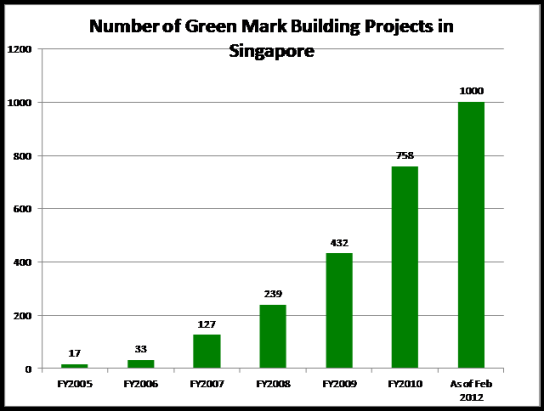 Number of Green Mark Building Projects in
Singapore
1200
1000
800
600
400
200
0
17
33
127
239
432
758
1000
FY2005
FY2006
FY2007
FY2008
FY2009
FY2010
As of Feb
2012